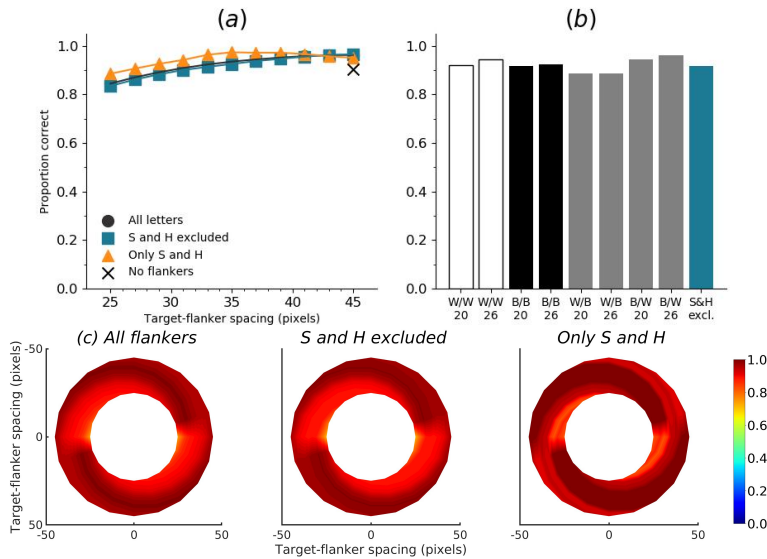 (a)
1.0
0.8
0.6
0.4
0.2
0.0
Proportion correct
All letters
S and H excluded
Only S and H
No flankers
25 30 35 40 45
Target-flanker spacing (pixels)
(b)
1.0
0.8
0.6
0.4
0.2
0.0
W/W W/W B/B B/B W/B W/B B/W B/W S&H
20 26 20 26 20 26 20 26 excl.
(c) All flankers
S and H excluded
Only S and H
-50
0
50
Target-flanker spacing (pixels)
-50 0 50
-50 0 50
-50 0 50
Target-flanker spacing (pixels)
1.0
0.8
0.6
0.4
0.2
0.0